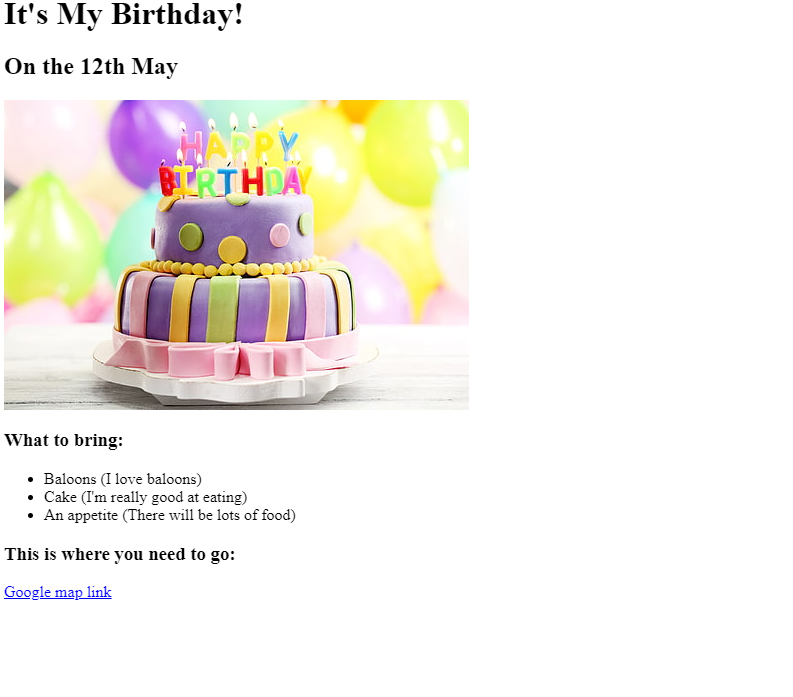 It's My Birthday!
On the 12th May
HAPPY
BIRTHDAY
What to bring:
Baloons (I love baloons)
Cake (I'm really good at eating)
An appetite (There will be lots of food)
This is where you need to go:
Google map link